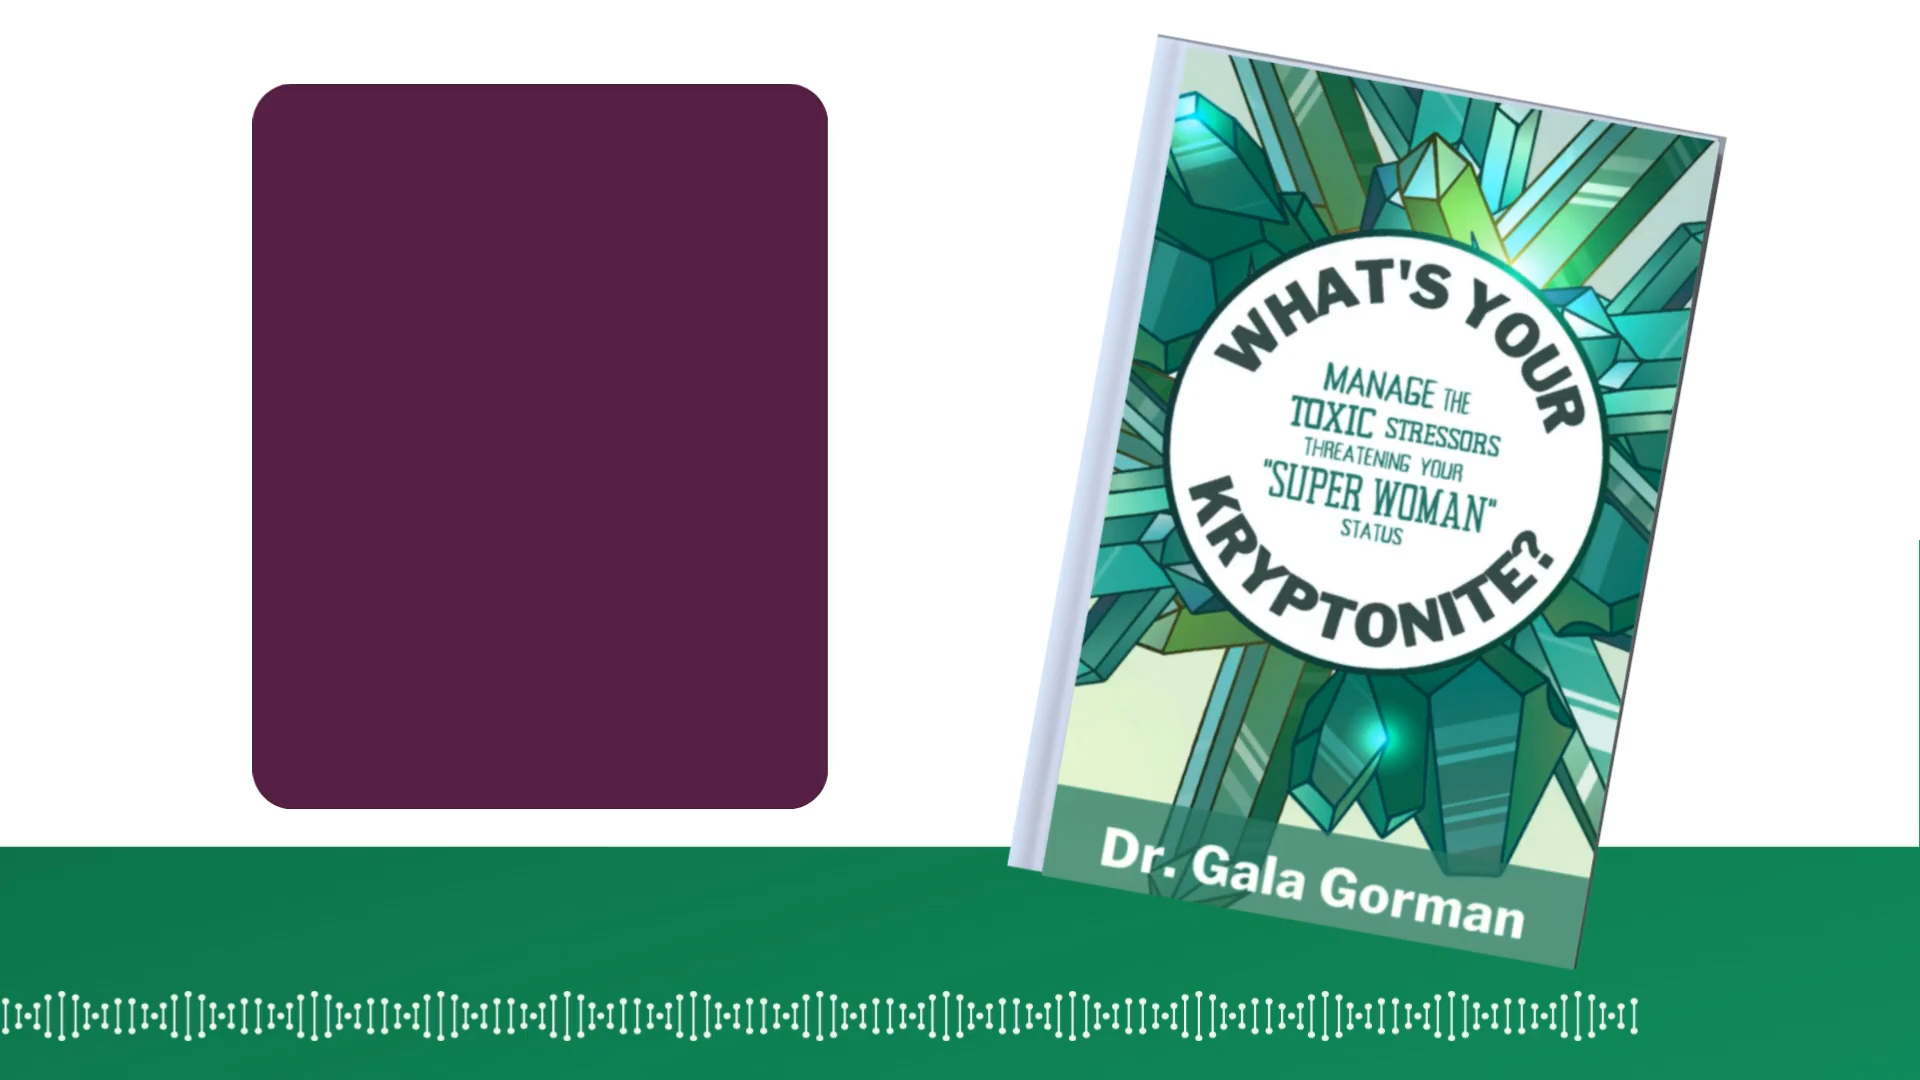 WHAT'S YOUR
MANAGE THE
TOXIC STRESSORS
THREATENING YOUR
"SUPER WOMAN"
STATUS
KRYPTONITE?
Dr. Gala Gorman